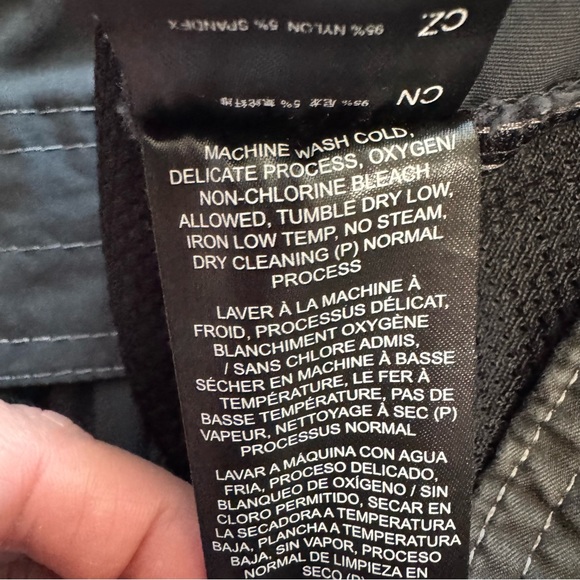 CZ.
95% NYLON 5% SPANDEX
CN
MACHINE WASH COLD,
DELICATE PROCESS, OXYGEN/
NON-CHLORINE BLEACH
ALLOWED, TUMBLE DRY LOW,
IRON LOW TEMP, NO STEAM,
DRY CLEANING (P) NORMAL
PROCESS
LAVER À LA MACHINE À
FROID, PROCESSUS DÉLICAT,
BLANCHIMENT OXYGÈNE
/ SANS CHLORE ADMIS,
SÉCHER EN MACHINE À BASSE
TEMPÉRATURE, LE FER À
BASSE TEMPÉRATURE, PAS DE
VAPEUR, NETTOYAGE À SEC (P)
PROCESSUS NORMAL
LAVAR A MÁQUINA CON AGUA
FRIA, PROCESO DELICADO,
BLANQUEO DE OXÍGENO / SIN
CLORO PERMITIDO, SECAR EN
LA SECADORA A TEMPERATURA
BAJA, PLANCHA A TEMPERATURA
BAJA, SIN VAPOR, PROCESO
NORMAL DE LIMPIEZA EN
SECO